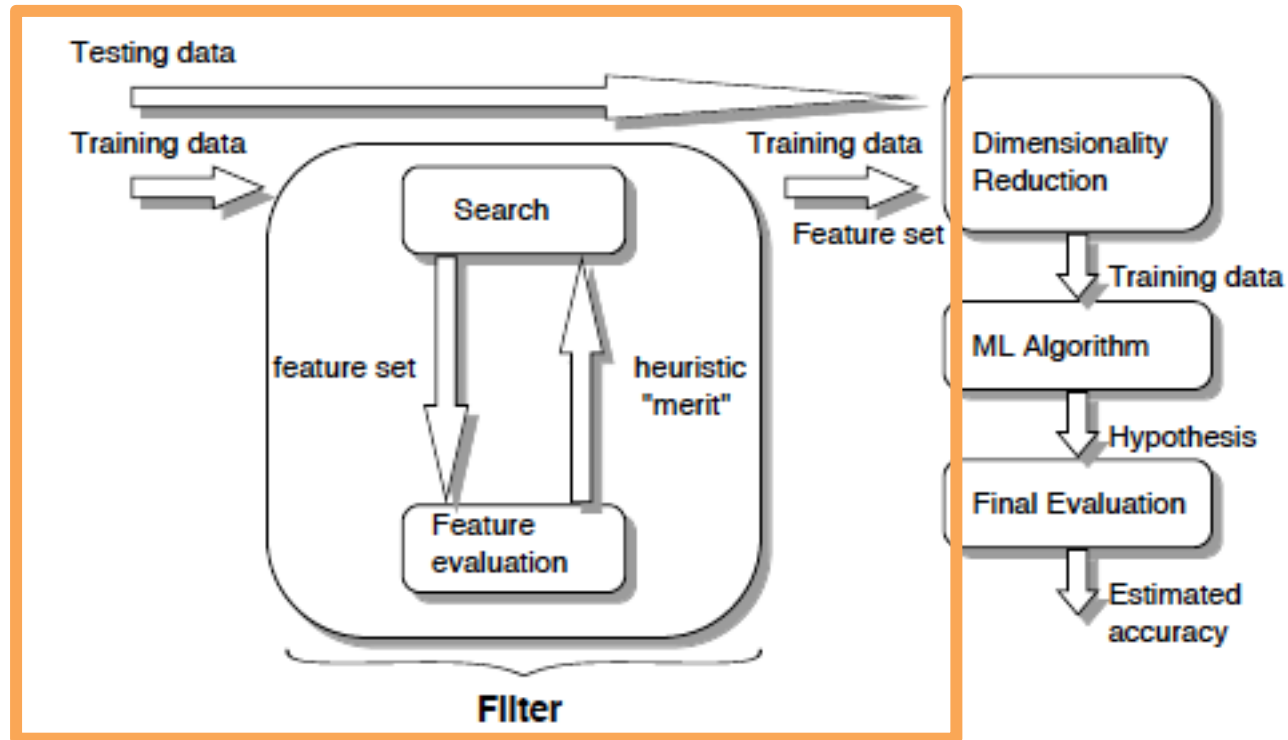 Testing data
Training data
Search
feature set
heuristic
"merit"
Feature
evaluation
Filter
Training data
Feature set
Dimensionality
Reduction
Training data
ML Algorithm
Hypothesis
Final Evaluation
Estimated
accuracy